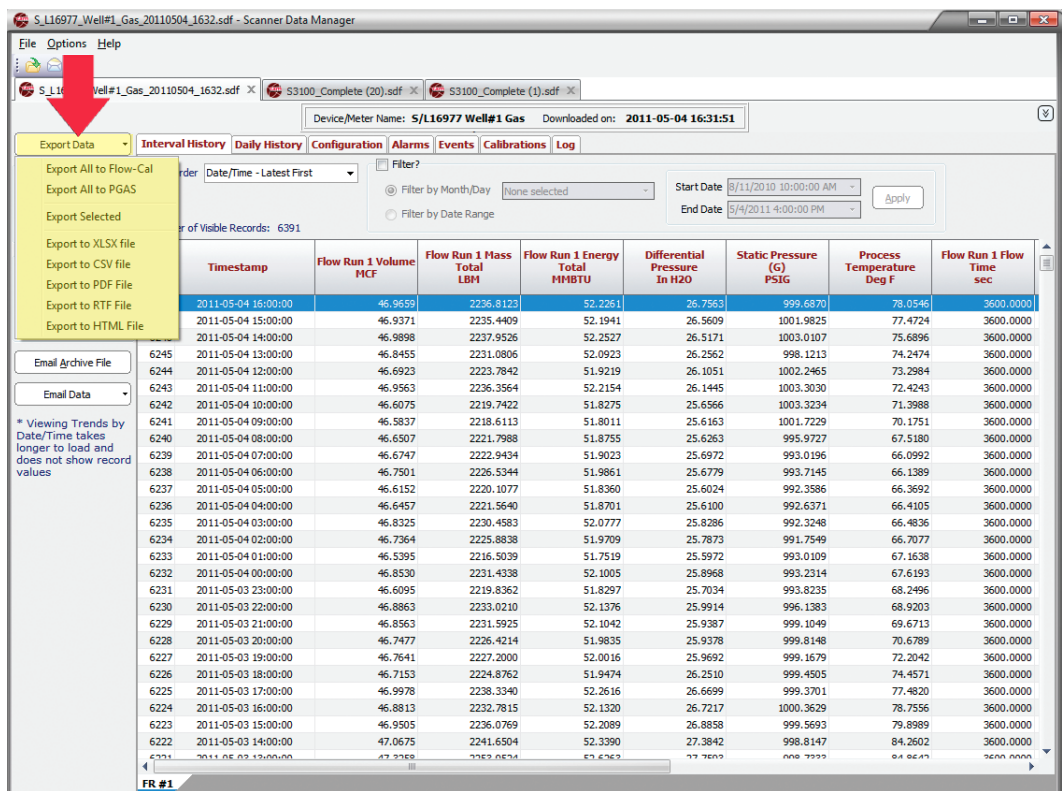 S_L16977_Well#1_Gas_20110504_1632.sdf - Scanner Data Manager
File Options Help
Well#1_Gas_20110504_1632.sdf S3100_Complete (20).sdf S3100_Complete (1).sdf
Device/Meter Name: S/L16977 Well#1 Gas Downloaded on: 2011-05-04 16:31:51
Export Data Interval History Daily History Configuration Alarms Events Calibrations Log
Export All to Flow-Cal
Export All to PGAS
Export Selected
Export to XLSX file
Export to CSV file
Export to PDF File
Export to RTF File
Export to HTML File
Email Archive File
Email Data
* Viewing Trends by
Date/Time takes
longer to load and
does not show record
values
Date/Time - Latest First
of Visible Records: 6391
Filter?
Filter by Month/Day None selected
Filter by Date Range
Start Date 8/11/2010 10:00:00 AM
End Date 5/4/2011 4:00:00 PM
Apply
Timestamp Flow Run 1 Volume MCF Flow Run 1 Mass Total LBM Flow Run 1 Energy Total MMBTU Differential Pressure In H2O Static Pressure (G) PSIG Process Temperature Deg F Flow Run 1 Flow Time sec
2011-05-04 16:00:00 46.9659 2236.8123 52.2261 26.7563 999.6870 78.0546 3600.0000
2011-05-04 15:00:00 46.9371 2235.4409 52.1941 26.5609 1001.9825 77.4724 3600.0000
2011-05-04 14:00:00 46.9898 2237.9526 52.2527 26.5171 1003.0107 75.6896 3600.0000
6245 2011-05-04 13:00:00 46.8455 2231.0806 52.0923 26.2562 998.1213 74.2474 3600.0000
6244 2011-05-04 12:00:00 46.6923 2223.7842 51.9219 26.1051 1002.2465 73.2984 3600.0000
6243 2011-05-04 11:00:00 46.9563 2236.3564 52.2154 26.1445 1003.3030 72.4243 3600.0000
6242 2011-05-04 10:00:00 46.6075 2219.7422 51.8275 25.6566 1003.3234 71.3988 3600.0000
6241 2011-05-04 09:00:00 46.5837 2218.6113 51.8011 25.6163 1001.7229 70.1751 3600.0000
6240 2011-05-04 08:00:00 46.6507 2221.7988 51.8755 25.6263 995.9727 67.5180 3600.0000
6239 2011-05-04 07:00:00 46.6747 2222.9434 51.9023 25.6972 993.0196 66.0992 3600.0000
6238 2011-05-04 06:00:00 46.7501 2226.5344 51.9861 25.6779 993.7145 66.1389 3600.0000
6237 2011-05-04 05:00:00 46.6152 2220.1077 51.8360 25.6024 992.3586 66.3692 3600.0000
6236 2011-05-04 04:00:00 46.6457 2221.5640 51.8701 25.6100 992.6371 66.4105 3600.0000
6235 2011-05-04 03:00:00 46.8325 2230.4583 52.0777 25.8286 992.3248 66.4836 3600.0000
6234 2011-05-04 02:00:00 46.7364 2225.8838 51.9709 25.7873 991.7549 66.7077 3600.0000
6233 2011-05-04 01:00:00 46.5395 2216.5039 51.7519 25.5972 993.0109 67.1638 3600.0000
6232 2011-05-04 00:00:00 46.8530 2231.4338 52.1005 25.8968 993.2314 67.6193 3600.0000
6231 2011-05-03 23:00:00 46.6095 2219.8362 51.8297 25.7034 993.8235 68.2496 3600.0000
6230 2011-05-03 22:00:00 46.8863 2233.0210 52.1376 25.9914 996.1383 68.9203 3600.0000
6229 2011-05-03 21:00:00 46.8563 2231.5925 52.1042 25.9387 999.1049 69.6713 3600.0000
6228 2011-05-03 20:00:00 46.7477 2226.4214 51.9835 25.9378 999.8148 70.6789 3600.0000
6227 2011-05-03 19:00:00 46.7641 2227.2000 52.0016 25.9692 999.1679 72.2042 3600.0000
6226 2011-05-03 18:00:00 46.7153 2224.8762 51.9474 26.2510 999.4505 74.4571 3600.0000
6225 2011-05-03 17:00:00 46.9978 2238.3340 52.2616 26.6699 999.3701 77.4820 3600.0000
6224 2011-05-03 16:00:00 46.8813 2232.7815 52.1320 26.7217 1000.3629 78.7556 3600.0000
6223 2011-05-03 15:00:00 46.9505 2236.0769 52.2089 26.8858 999.5693 79.8989 3600.0000
6222 2011-05-03 14:00:00 47.0675 2241.6504 52.3390 27.3842 998.8147 84.2602 3600.0000
FR #1